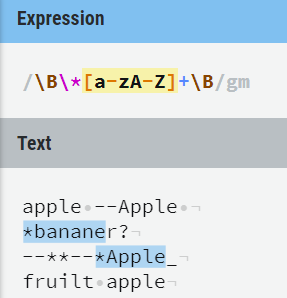 Expression
/\B\*[a-zA-Z]+\B/gm
Text
apple•--Apple•¬
*bananer?¬
--**--*Apple_¬
fruilt•apple